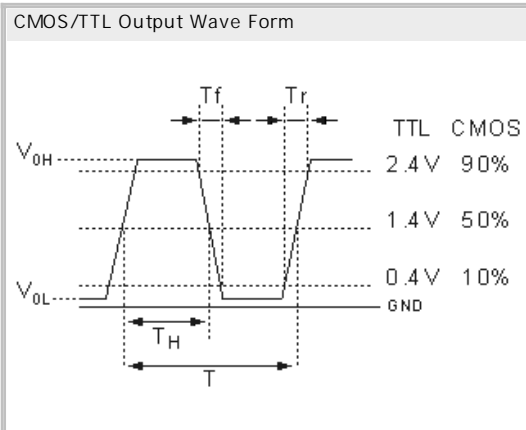 CMOS/TTL Output Wave Form
Tf Tr
TTL CMOS
V0H 2.4V 90%
1.4V 50%
0.4V 10%
V0L GND
TH
T